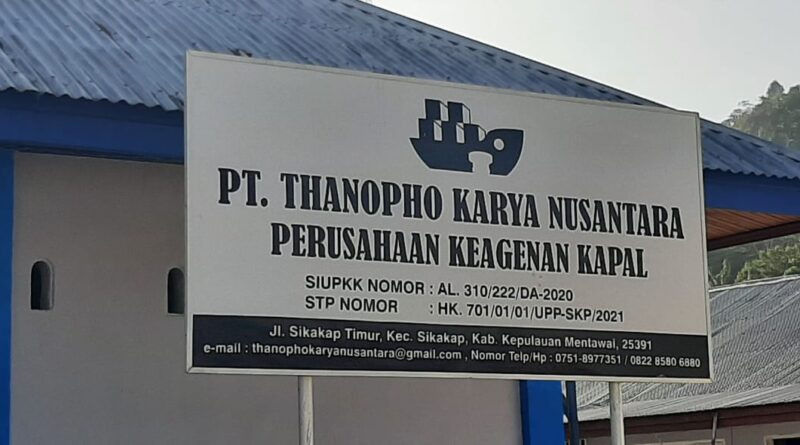 PT. THANOPHO KARYA NUSANTARA
PERUSAHAAN KEAGENAN KAPAL
SIUPKK NOMOR : AL. 310/222/DA-2020
STP NOMOR : HK. 701/01/01/UPP-SKP/2021
Jl. Sikakap Timur, Kec. Sikakap, Kab. Kepulauan Mentawai, 25391
e-mail : thanophokaryanusantara@gmail.com , Nomor Telp/Hp : 0751-8977351 / 0822 8580 6880